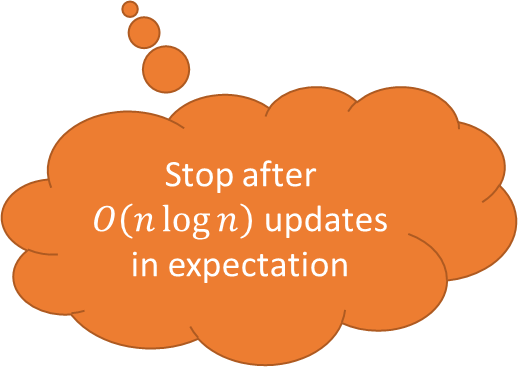 Stop after
O(n log n) updates
in expectation